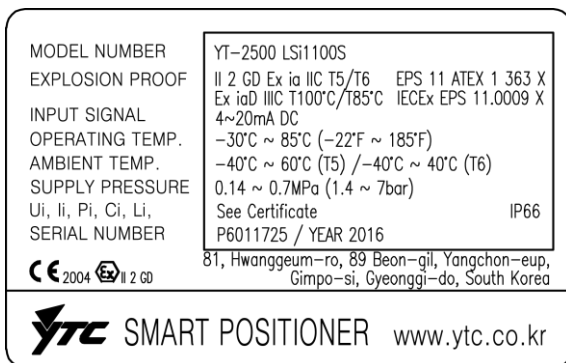 MODEL NUMBER YT-2500 LSi1100S
EXPLOSION PROOF II 2 GD Ex ia IIC T5/T6 EPS 11 ATEX 1 363 X
Ex iaD IIIC T100°C/T85°C IECEx EPS 11.0009 X
INPUT SIGNAL 4~20mA DC
OPERATING TEMP. -30°C ~ 85°C (-22°F ~ 185°F)
AMBIENT TEMP. -40°C ~ 60°C (T5) /-40°C ~ 40°C (T6)
SUPPLY PRESSURE 0.14 ~ 0.7MPa (1.4 ~ 7bar)
Ui, Ii, Pi, Ci, Li, See Certificate IP66
SERIAL NUMBER P6011725 / YEAR 2016
CE 2004 Ex II 2 GD
81, Hwanggeum-ro, 89 Beon-gil, Yangchon-eup,
Gimpo-si, Gyeonggi-do, South Korea
YTC SMART POSITIONER www.ytc.co.kr